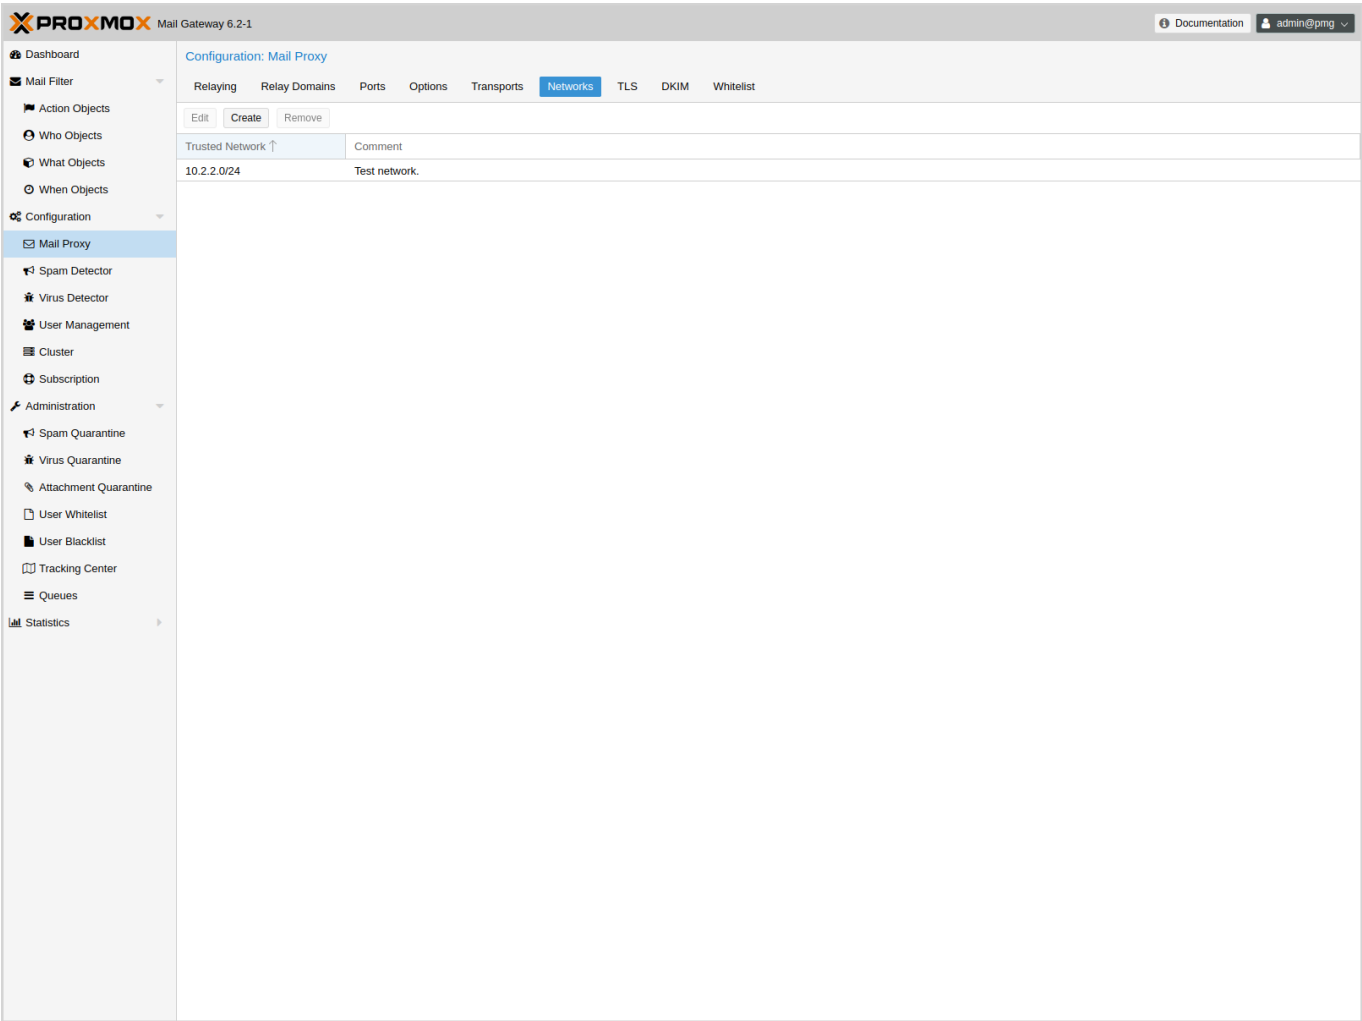 PROXMOX Mail Gateway 6.2-1
Documentation
admin@pmg
Dashboard
Mail Filter
Action Objects
Who Objects
What Objects
When Objects
Configuration
Mail Proxy
Spam Detector
Virus Detector
User Management
Cluster
Subscription
Administration
Spam Quarantine
Virus Quarantine
Attachment Quarantine
User Whitelist
User Blacklist
Tracking Center
Queues
Statistics
Configuration: Mail Proxy
Relaying Relay Domains Ports Options Transports Networks TLS DKIM Whitelist
Edit Create Remove
Trusted Network Comment
10.2.2.0/24 Test network.